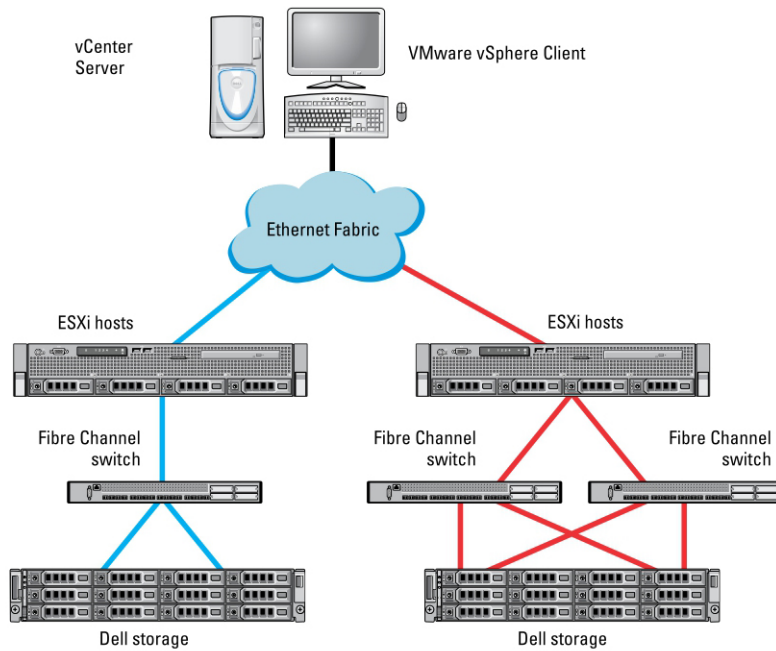 vCenter
Server
VMware vSphere Client
Ethernet Fabric
ESXi hosts
ESXi hosts
Fibre Channel
switch
Fibre Channel
switch
Fibre Channel
switch
Dell storage
Dell storage